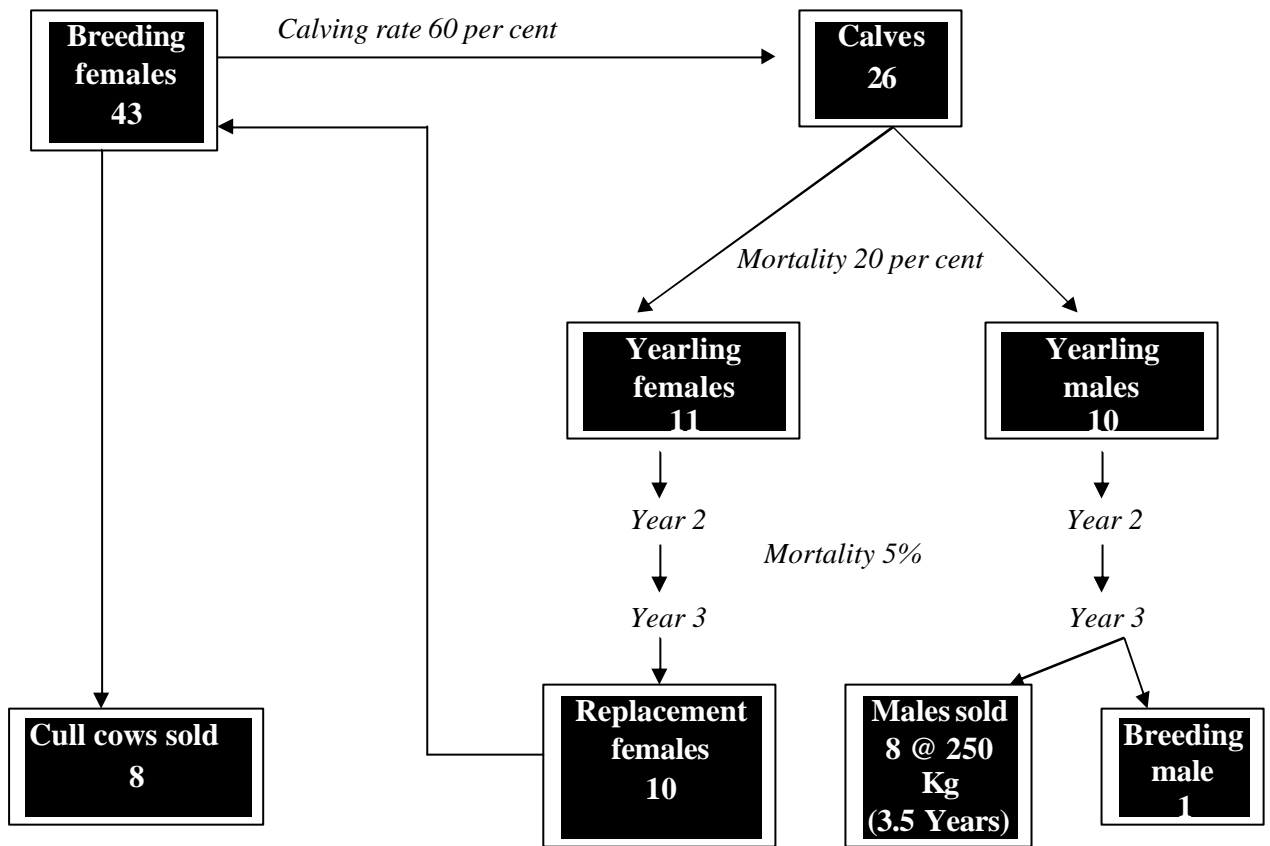 Breeding
females
43
Calving rate 60 per cent
Calves
26
Mortality 20 per cent
Yearling
females
11
Yearling
males
10
Year 2
Year 2
Mortality 5%
Year 3
Year 3
Cull cows sold
8
Replacement
females
10
Males sold
8 @ 250
Kg
(3.5 Years)
Breeding
male
1